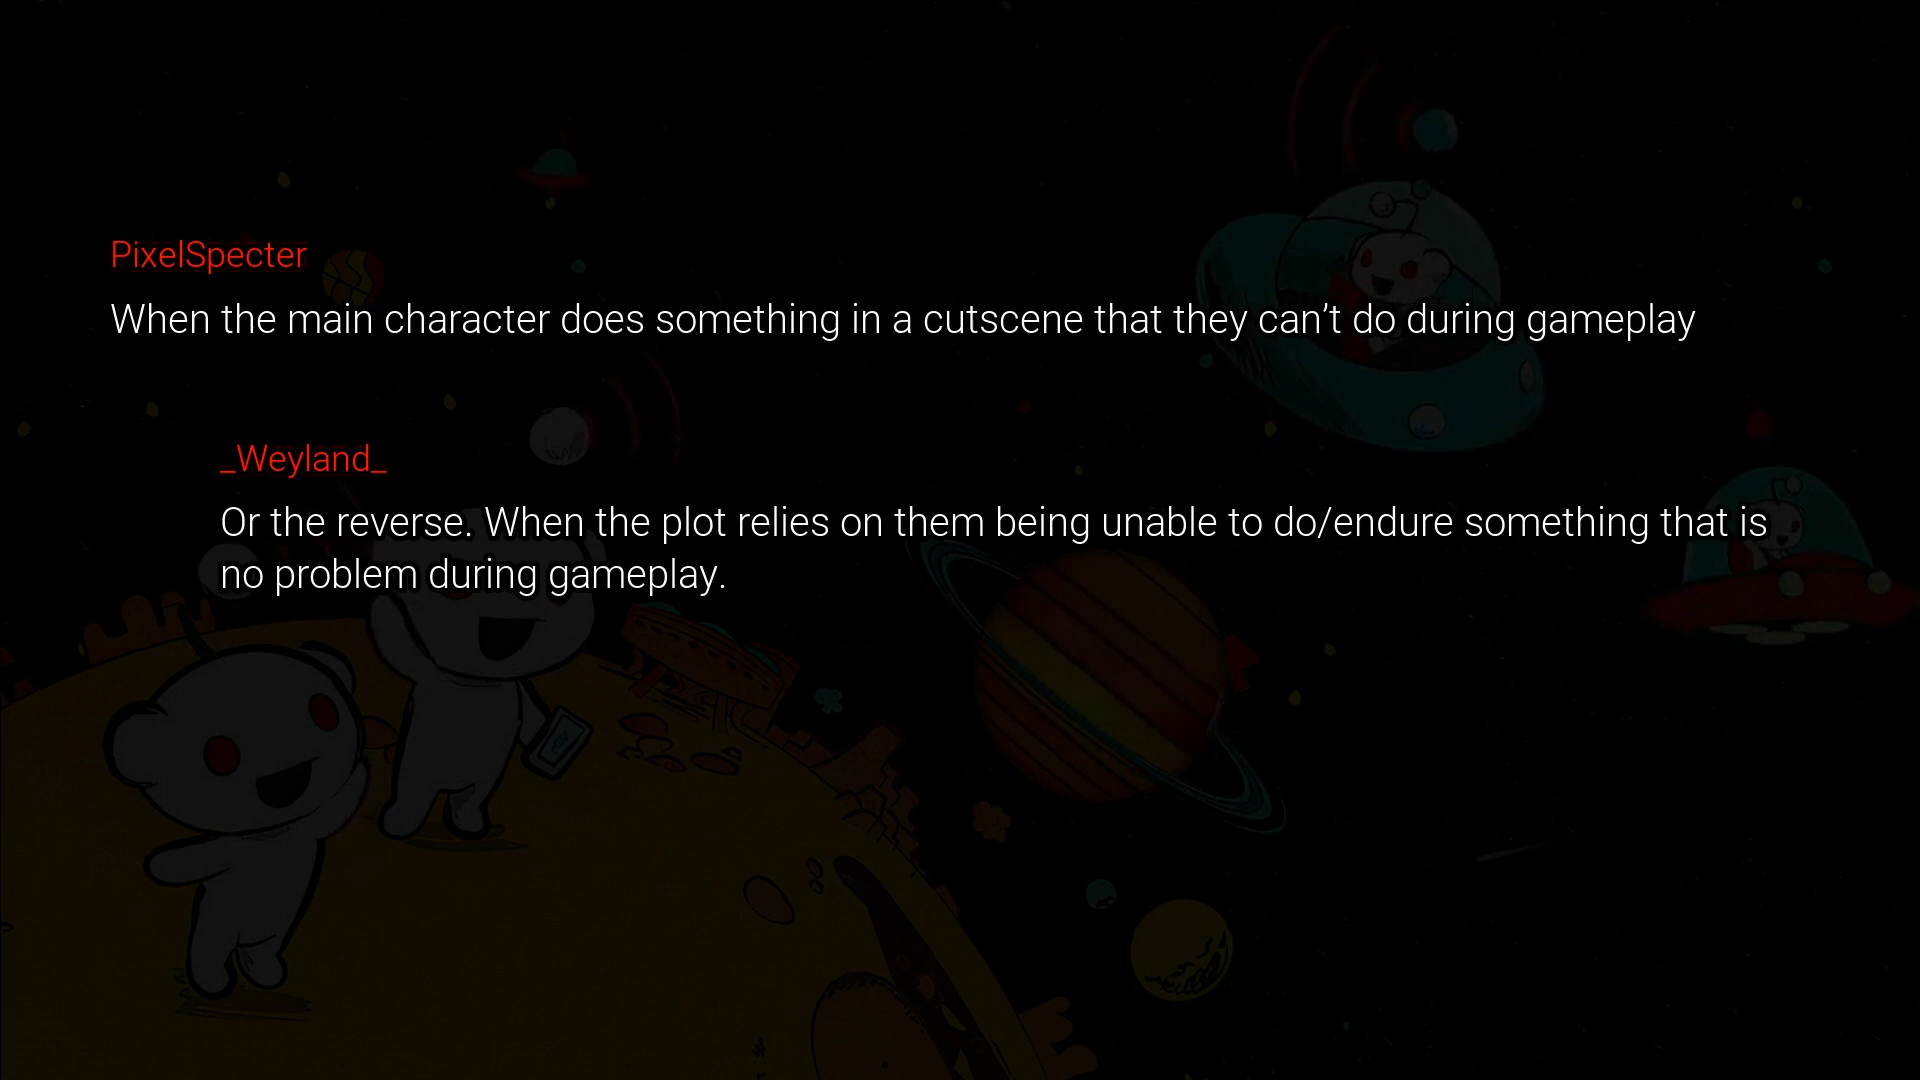 PixelSpecter
When the main character does something in a cutscene that they can’t do during gameplay
_Weyland_
Or the reverse. When the plot relies on them being unable to do/endure something that is
no problem during gameplay.